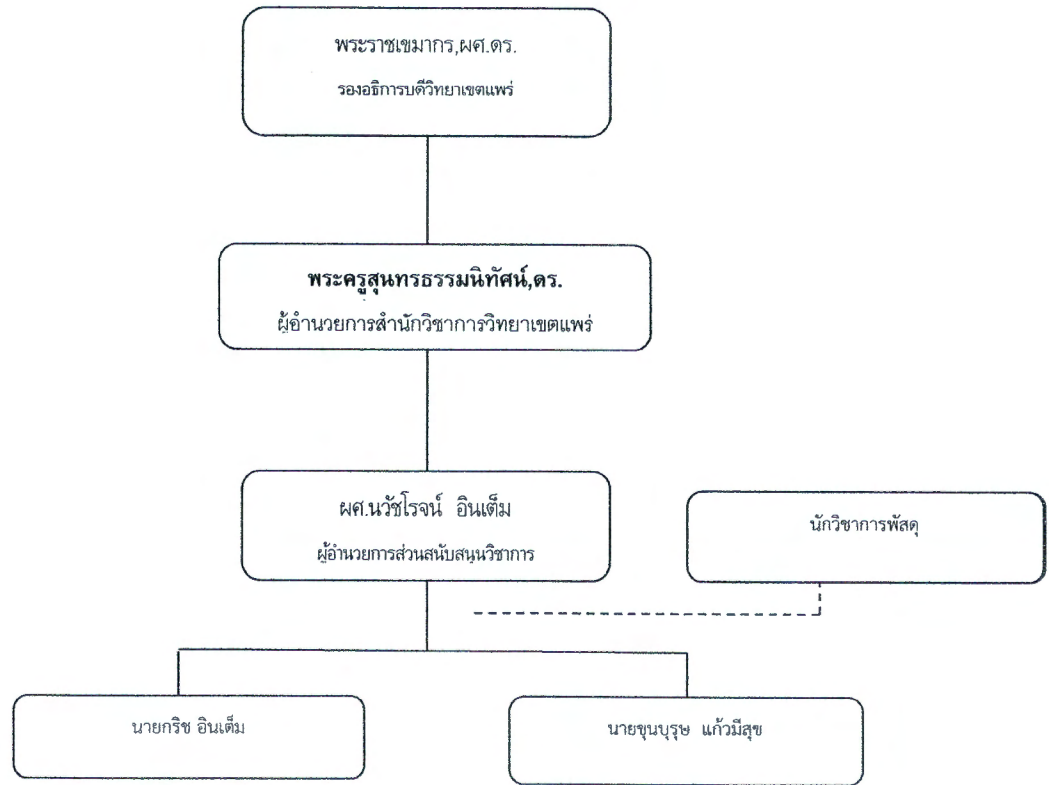 พระราชเขมากร,ผศ.ดร.
รองอธิการบดีวิทยาเขตแพร่
พระครูสุนทรธรรมนิทัศน์,ดร.
ผู้อำนวยการสำนักวิชาการวิทยาเขตแพร่
ผศ.นวัชโรจน์ อินเต็ม
ผู้อำนวยการส่วนสนับสนุนวิชาการ
นักวิชาการพัสดุ
นายกริช อินเต็ม
นายขุนบุรุษ แก้วมีสุข